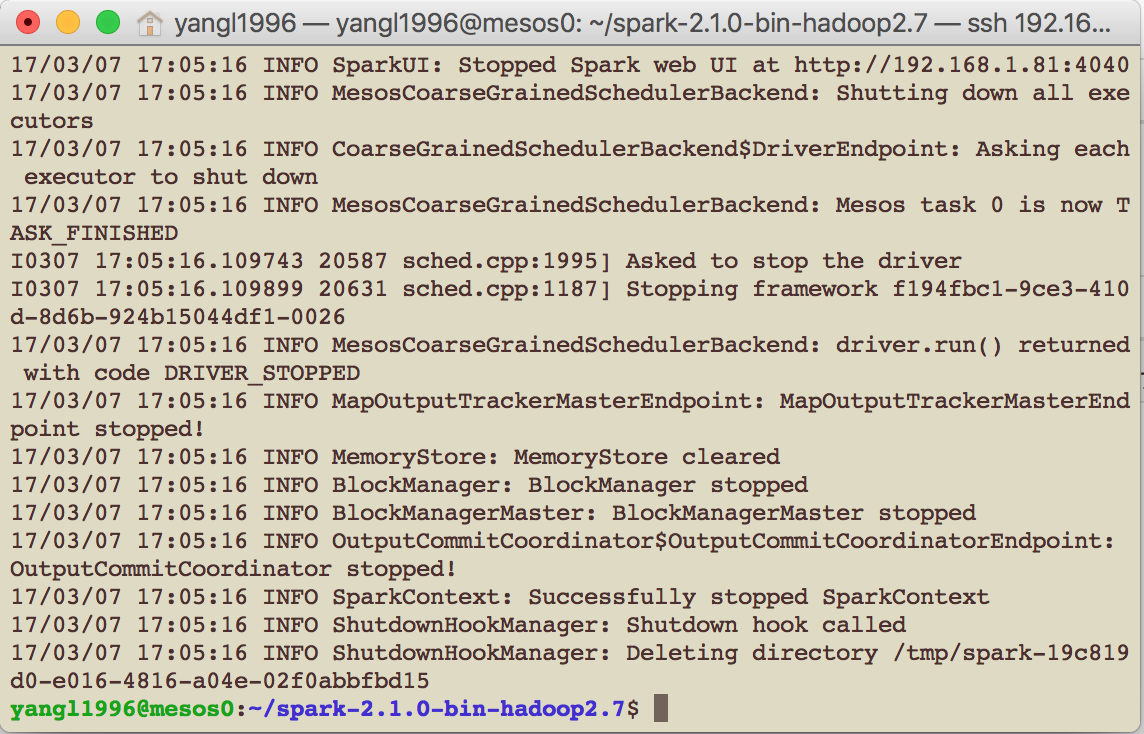 yangl1996 — yangl1996@mesos0: ~/spark-2.1.0-bin-hadoop2.7 — ssh 192.16...
17/03/07 17:05:16 INFO SparkUI: Stopped Spark web UI at http://192.168.1.81:4040
17/03/07 17:05:16 INFO MesosCoarseGrainedSchedulerBackend: Shutting down all exe
cutors
17/03/07 17:05:16 INFO CoarseGrainedSchedulerBackend$DriverEndpoint: Asking each
 executor to shut down
17/03/07 17:05:16 INFO MesosCoarseGrainedSchedulerBackend: Mesos task 0 is now T
ASK_FINISHED
I0307 17:05:16.109743 20587 sched.cpp:1995] Asked to stop the driver
I0307 17:05:16.109899 20631 sched.cpp:1187] Stopping framework f194fbc1-9ce3-410
d-8d6b-924b15044df1-0026
17/03/07 17:05:16 INFO MesosCoarseGrainedSchedulerBackend: driver.run() returned
 with code DRIVER_STOPPED
17/03/07 17:05:16 INFO MapOutputTrackerMasterEndpoint: MapOutputTrackerMasterEnd
point stopped!
17/03/07 17:05:16 INFO MemoryStore: MemoryStore cleared
17/03/07 17:05:16 INFO BlockManager: BlockManager stopped
17/03/07 17:05:16 INFO BlockManagerMaster: BlockManagerMaster stopped
17/03/07 17:05:16 INFO OutputCommitCoordinator$OutputCommitCoordinatorEndpoint:
OutputCommitCoordinator stopped!
17/03/07 17:05:16 INFO SparkContext: Successfully stopped SparkContext
17/03/07 17:05:16 INFO ShutdownHookManager: Shutdown hook called
17/03/07 17:05:16 INFO ShutdownHookManager: Deleting directory /tmp/spark-19c819
d0-e016-4816-a04e-02f0abbfbd15
yangl1996@mesos0:~/spark-2.1.0-bin-hadoop2.7$